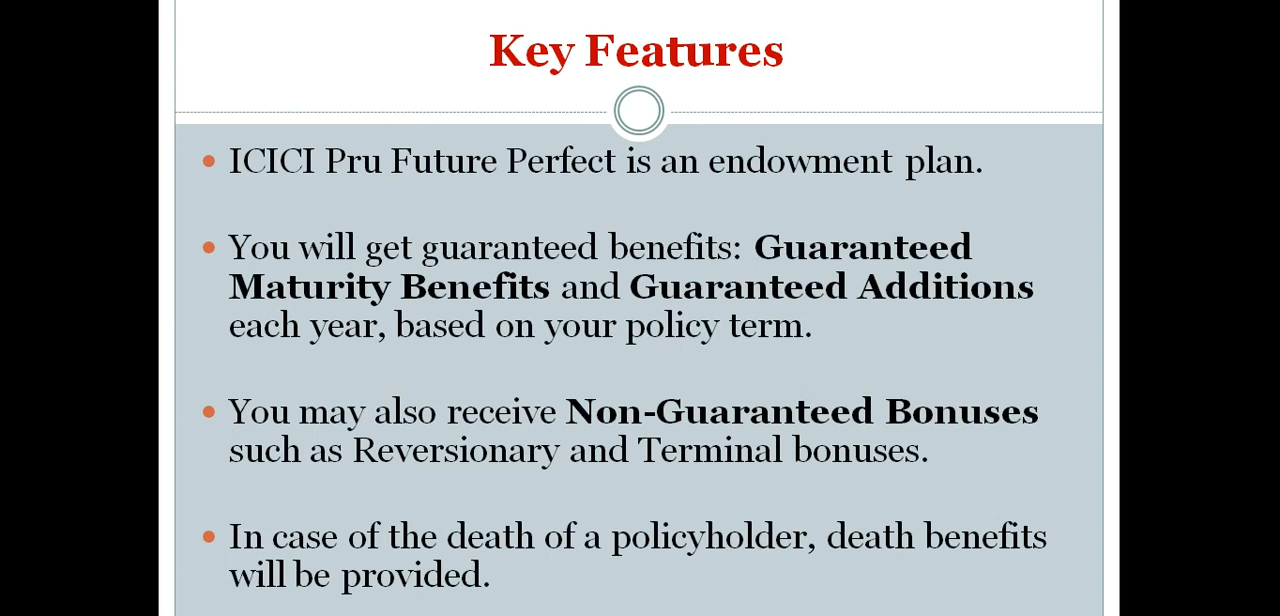 Key Features
ICICI Pru Future Perfect is an endowment plan.
You will get guaranteed benefits: Guaranteed
Maturity Benefits and Guaranteed Additions
each year, based on your policy term.
You may also receive Non-Guaranteed Bonuses
such as Reversionary and Terminal bonuses.
In case of the death of a policyholder, death benefits
will be provided.